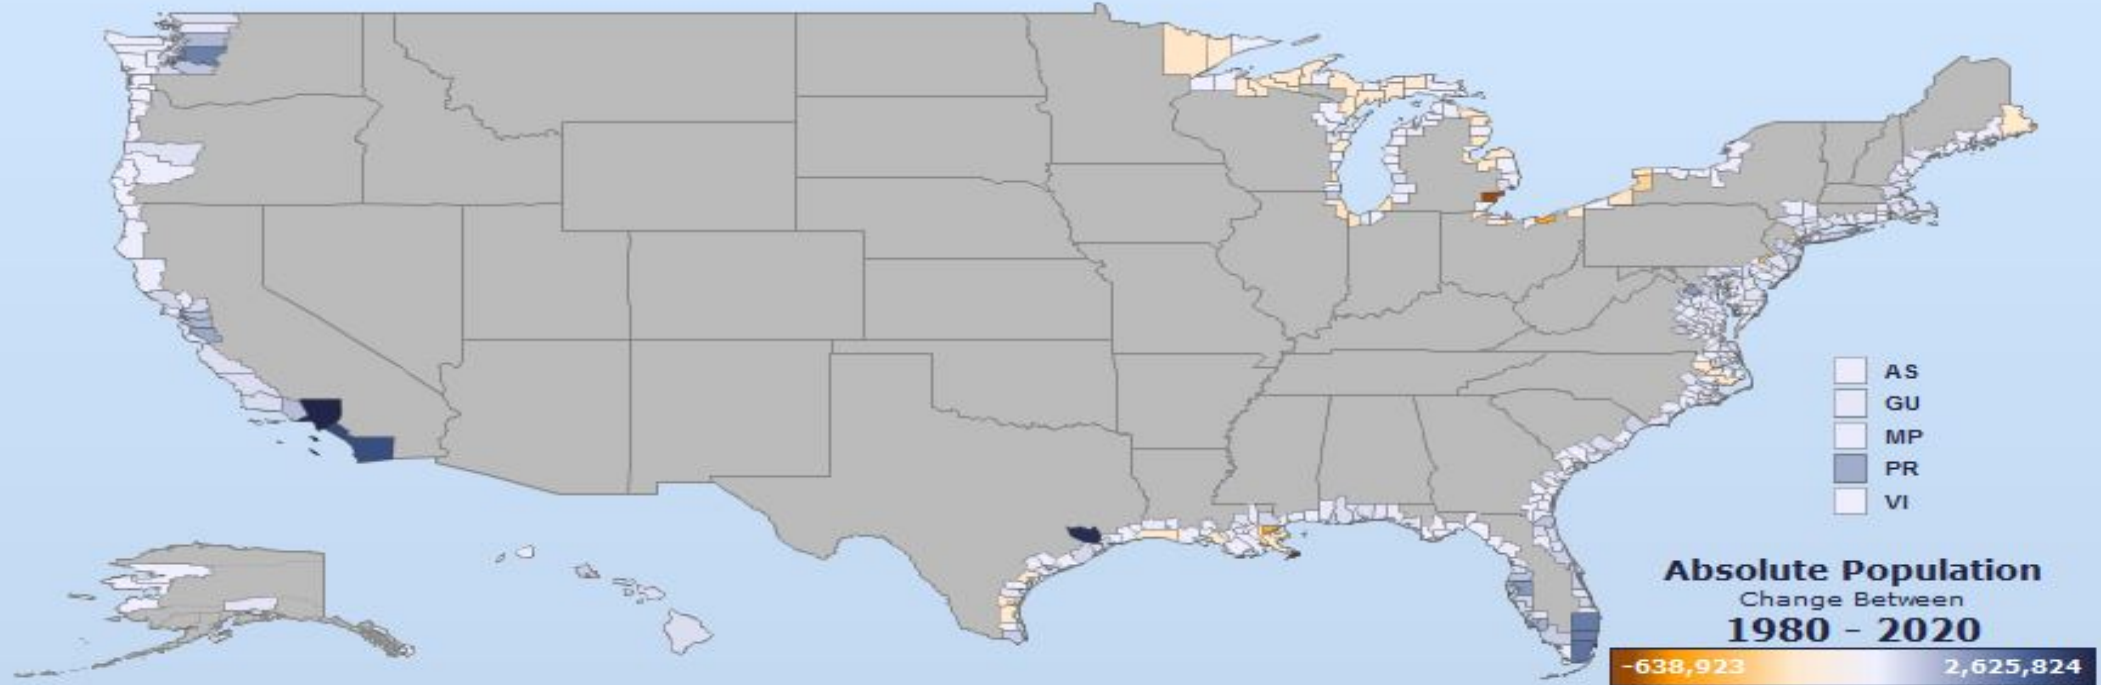 AS
GU
MP
PR
VI
Absolute Population
Change Between
1980 - 2020
-638,923 2,625,824